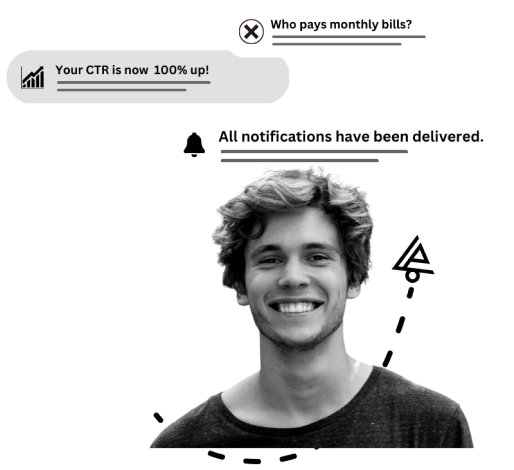 Who pays monthly bills?
Your CTR is now 100% up!
All notifications have been delivered.